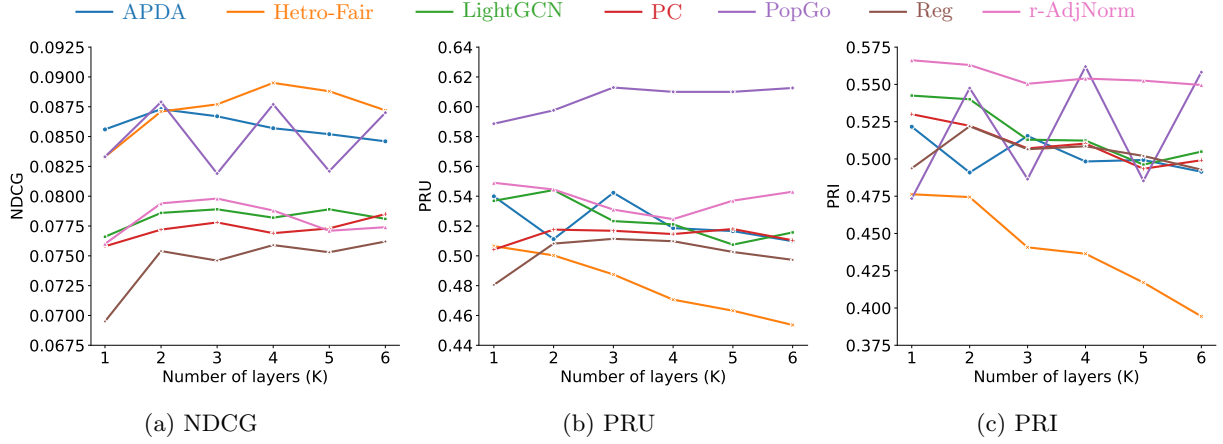 APDA Hetro-Fair LightGCN PC PopGo Reg r-AdjNorm
0.0925
0.0900
0.0875
0.0850
0.0825
0.0800
0.0775
0.0750
0.0725
0.0700
0.0675
NDCG
1 2 3 4 5 6
Number of layers (K)
(a) NDCG
0.64
0.62
0.60
0.58
0.56
0.54
0.52
0.50
0.48
0.46
0.44
PRU
1 2 3 4 5 6
Number of layers (K)
(b) PRU
0.575
0.550
0.525
0.500
0.475
0.450
0.425
0.400
0.375
PRI
1 2 3 4 5 6
Number of layers (K)
(c) PRI